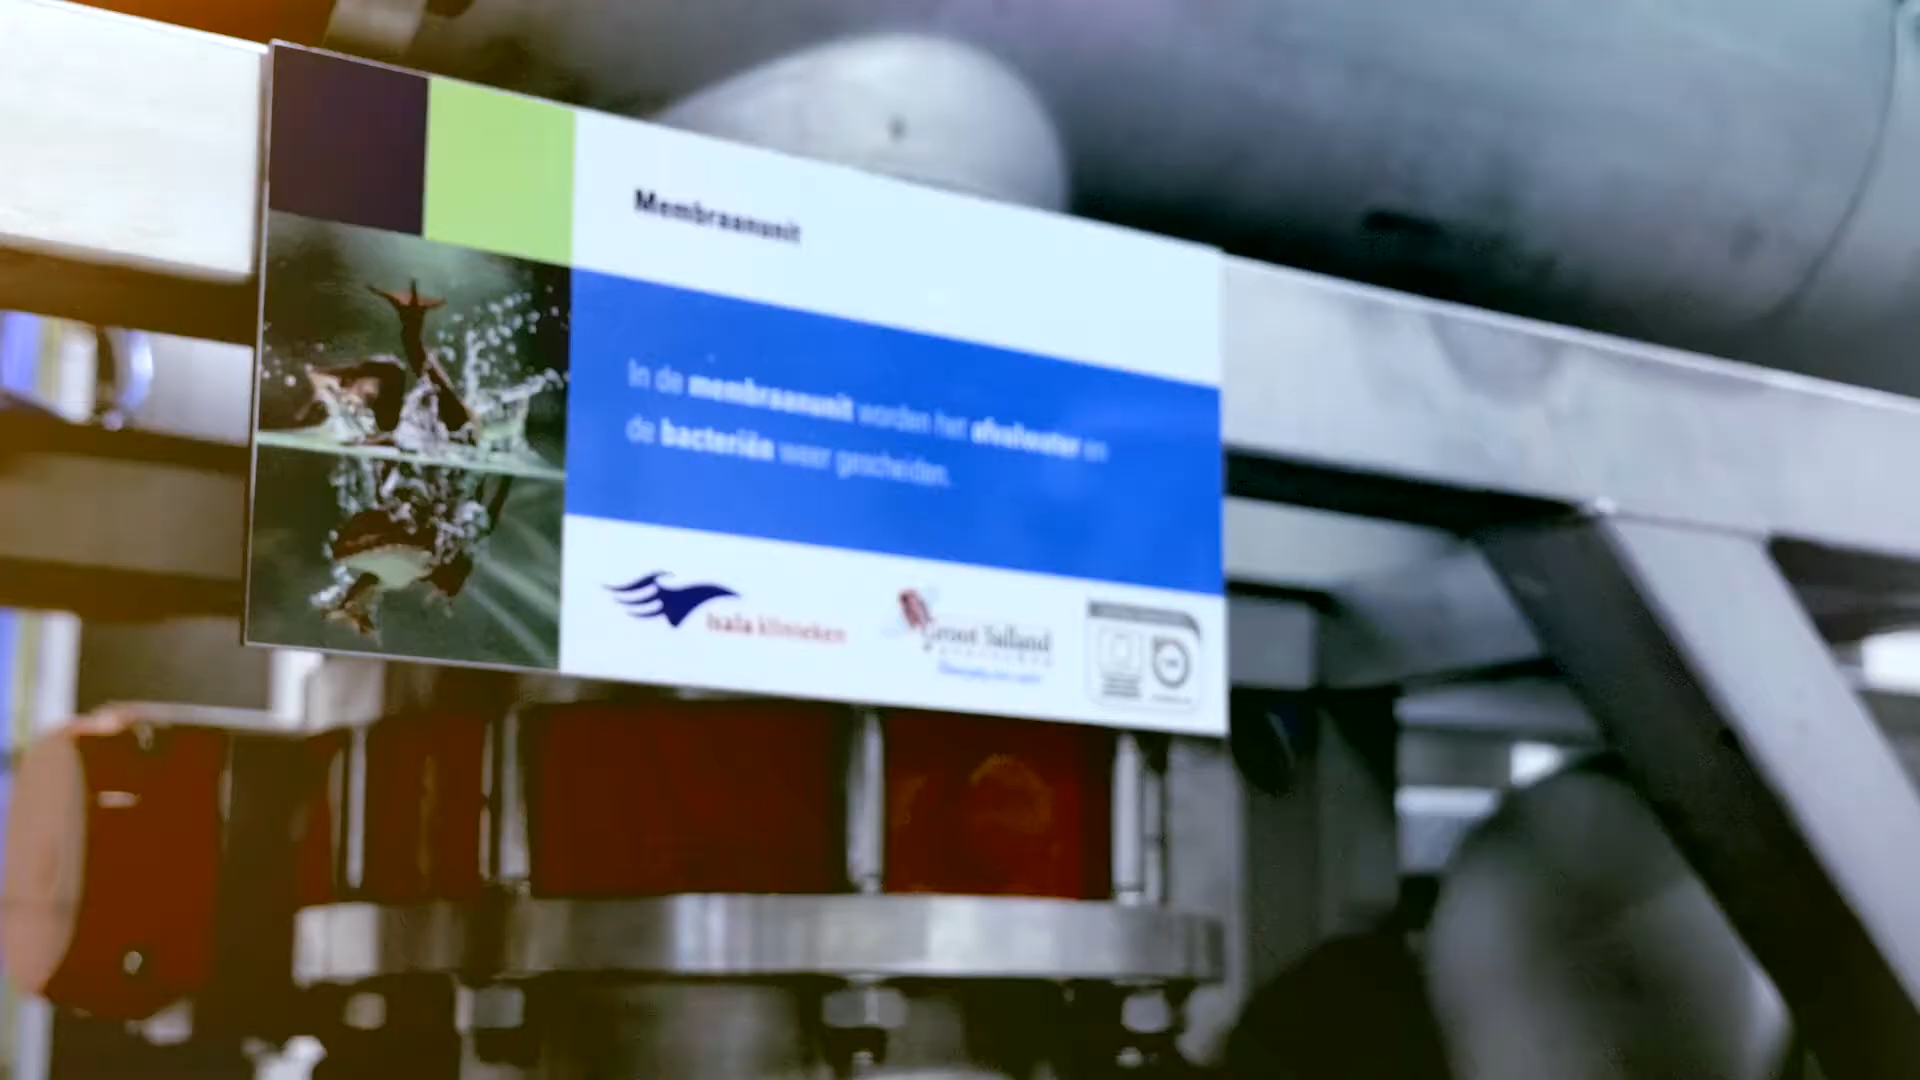 Membraanunit
In de membraanunit worden het afvalwater en
de bacteriën weer gescheiden.
Isala klinieken
Groot Salland